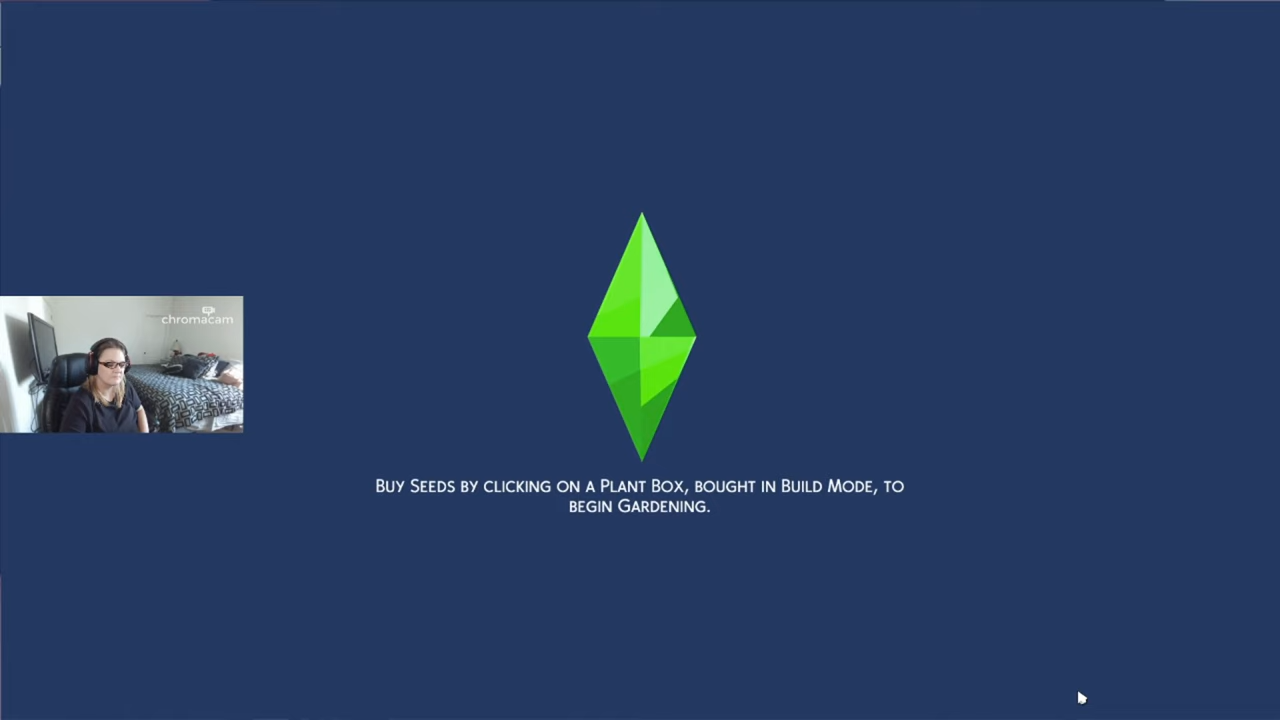 chromacam
BUY SEEDS BY CLICKING ON A PLANT BOX, BOUGHT IN BUILD MODE, TO
BEGIN GARDENING.